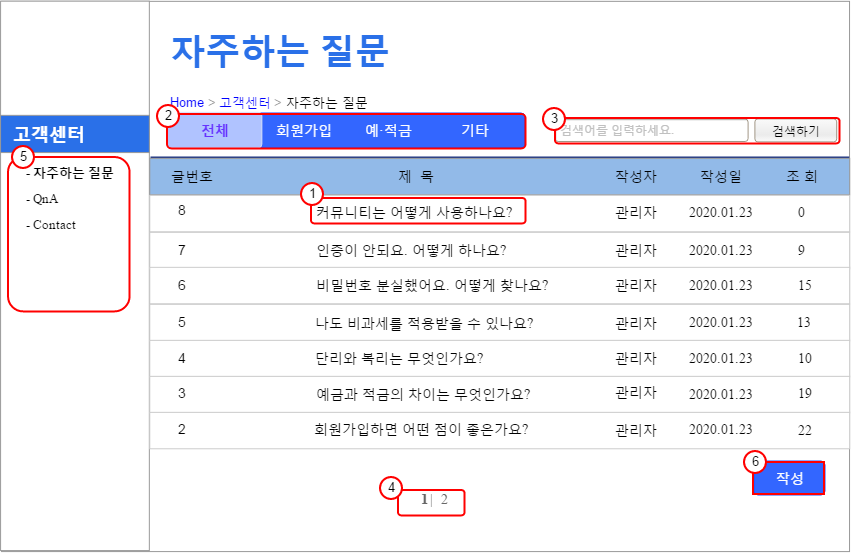 자주하는 질문
Home > 고객센터 > 자주하는 질문
2
전체 회원가입 예·적금 기타
3
검색어를 입력하세요.
검색하기
고객센터
5
- 자주하는 질문
- QnA
- Contact
글번호 제 목 작성자 작성일 조 회
1
8 커뮤니티는 어떻게 사용하나요? 관리자 2020.01.23 0
7 인증이 안되요. 어떻게 하나요? 관리자 2020.01.23 9
6 비밀번호 분실했어요. 어떻게 찾나요? 관리자 2020.01.23 15
5 나도 비과세를 적용받을 수 있나요? 관리자 2020.01.23 13
4 단리와 복리는 무엇인가요? 관리자 2020.01.23 10
3 예금과 적금의 차이는 무엇인가요? 관리자 2020.01.23 19
2 회원가입하면 어떤 점이 좋은가요? 관리자 2020.01.23 22
6
작성
4
1| 2